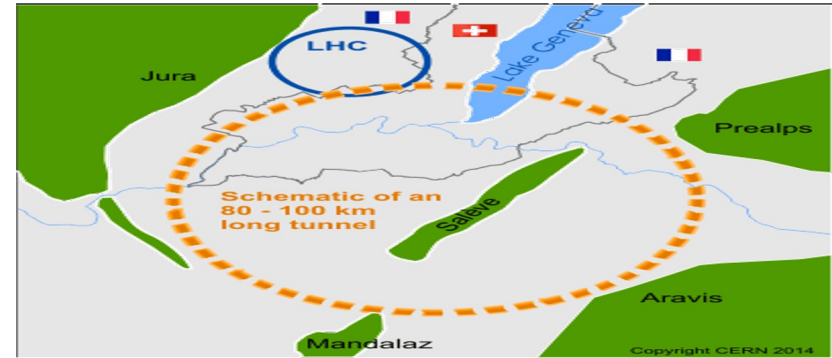 LHC
Lake Geneva
Jura
Prealps
Schematic of an
80 - 100 km
long tunnel
Salève
Aravis
Mandalaz
Copyright CERN 2014